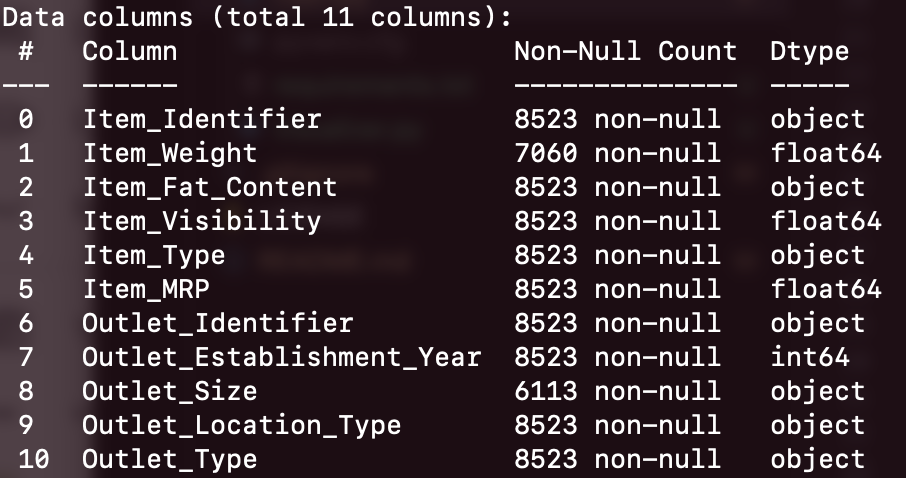 Data columns (total 11 columns):
 #   Column                     Non-Null Count  Dtype
---  ------                     --------------  -----
 0   Item_Identifier            8523 non-null   object
 1   Item_Weight                7060 non-null   float64
 2   Item_Fat_Content           8523 non-null   object
 3   Item_Visibility            8523 non-null   float64
 4   Item_Type                  8523 non-null   object
 5   Item_MRP                   8523 non-null   float64
 6   Outlet_Identifier          8523 non-null   object
 7   Outlet_Establishment_Year  8523 non-null   int64
 8   Outlet_Size                6113 non-null   object
 9   Outlet_Location_Type       8523 non-null   object
 10  Outlet_Type                8523 non-null   object